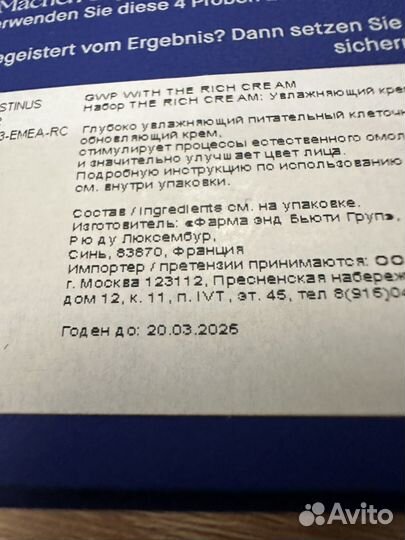 erwenden Sie diese 4 Proben
egeistert vom Ergebnis? Dann setzen Sie
sicher
STINUS
GWP WITH THE RICH CREAM
Набор THE RICH CREAM: Увлажняющий кре
3-EMEA-RC
Глубоко увлажняющий питательный клеточн
обновляющий крем,
стимулирует процессы естественного омол
и значительно улучшает цвет лица.
Подробную инструкцию по использованию
см. внутри упаковки.
Состав / Ingredients см. на упаковке.
Изготовитель: «Фарма энд Бьюти Груп»,
Рю ду Люксембур,
Синь, 83870, Франция
Импортер / претензии принимаются: ОО
г. Москва 123112, Пресненская набереж
дом 12, к. 11, п. IVT, эт. 45, тел 8(916)0
Годен до: 20.03.2026
Avito